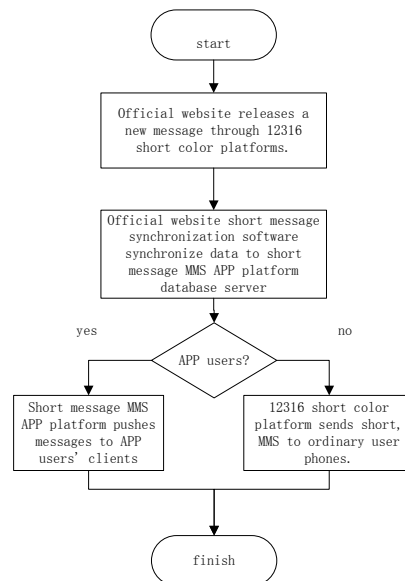 start
Official website releases a
new message through 12316
short color platforms.
Official website short message
synchronization software
synchronize data to short
message MMS APP platform
database server
yes
no
APP users?
Short message MMS
APP platform pushes
messages to APP
users' clients
12316 short color
platform sends short,
MMS to ordinary user
phones.
finish